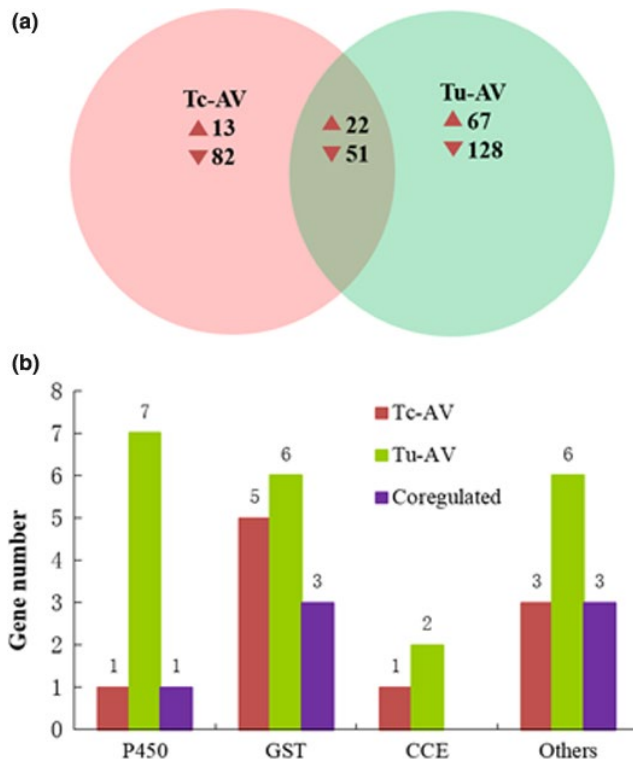 (a)
Tc-AV
▲ 13
▼ 82
▲ 22
▼ 51
Tu-AV
▲ 67
▼ 128
(b)
Gene number
8
7
6
5
4
3
2
1
0
Tc-AV
Tu-AV
Coregulated
1
7
1
5
6
3
1
2
3
6
3
P450
GST
CCE
Others